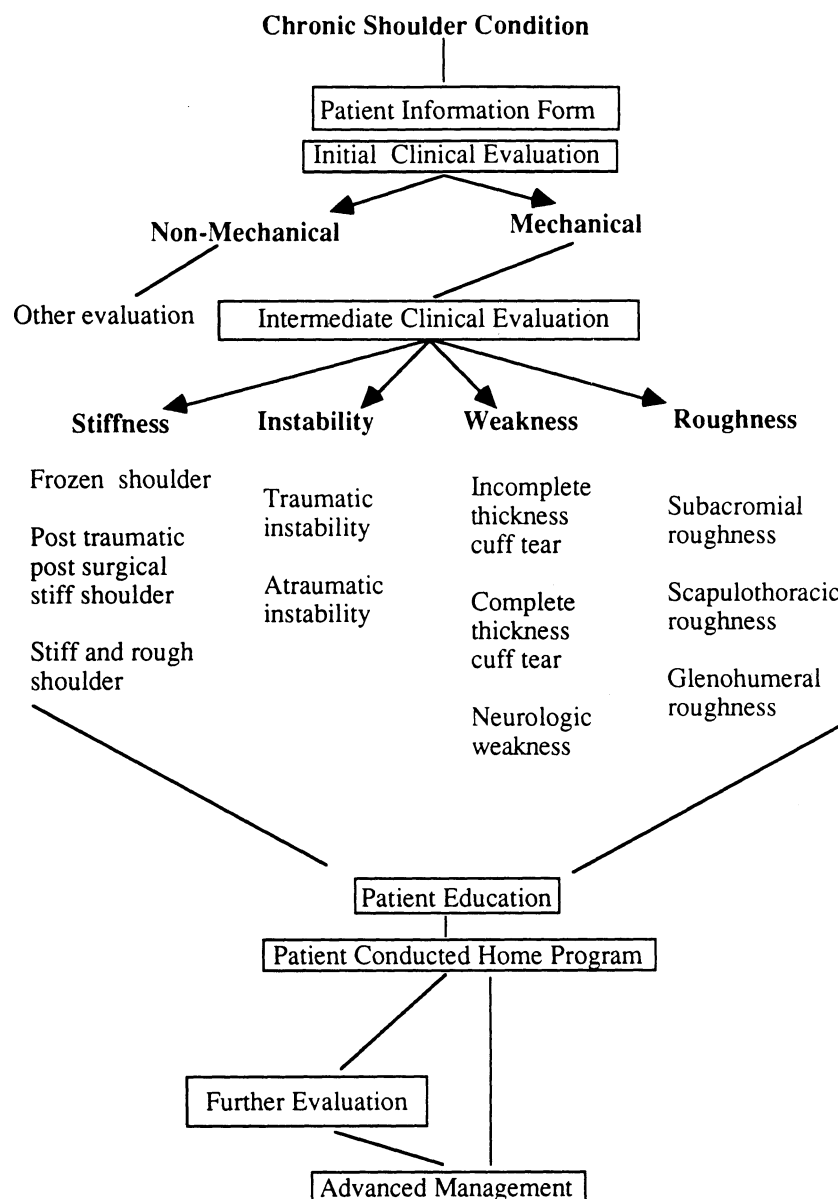 Chronic Shoulder Condition
Patient Information Form
Initial Clinical Evaluation
Non-Mechanical
Mechanical
Other evaluation
Intermediate Clinical Evaluation
Stiffness
Instability
Weakness
Roughness
Frozen shoulder
Post traumatic
post surgical
stiff shoulder
Stiff and rough
shoulder
Traumatic
instability
Atraumatic
instability
Incomplete
thickness
cuff tear
Complete
thickness
cuff tear
Neurologic
weakness
Subacromial
roughness
Scapulothoracic
roughness
Glenohumeral
roughness
Patient Education
Patient Conducted Home Program
Further Evaluation
Advanced Management